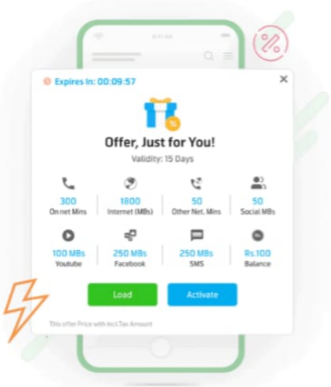 Expires In: 00:09:57
Offer, Just for You!
Validity: 15 Days
300
On net Mins
1800
Internet (MBs)
50
Other Net. Mins
50
Social MBs
100 MBs
Youtube
250 MBs
Facebook
250 MBs
SMS
Rs.100
Balance
Load
Activate
This offer Price with incl.Tax Amount